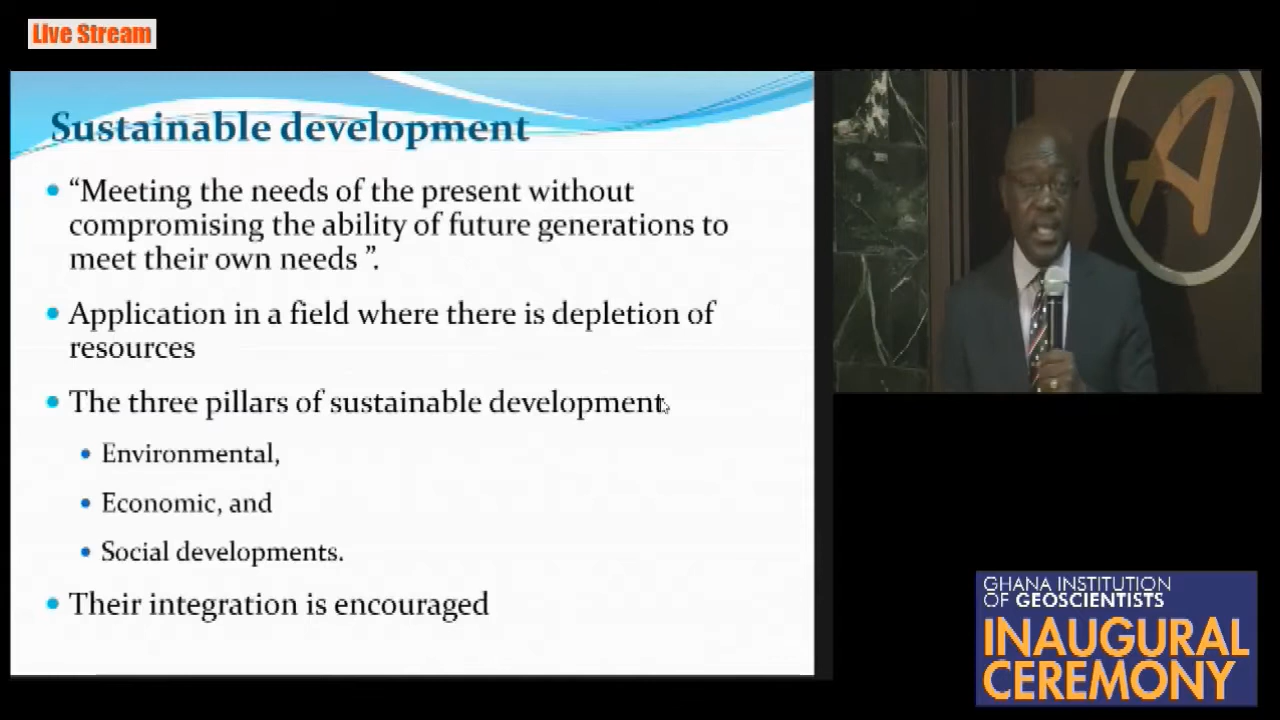 Live Stream
Sustainable development
• “Meeting the needs of the present without
compromising the ability of future generations to
meet their own needs ”.
• Application in a field where there is depletion of
resources
• The three pillars of sustainable development
• Environmental,
• Economic, and
• Social developments.
• Their integration is encouraged
A
GHANA INSTITUTION
OF GEOSCIENTISTS
INAUGURAL
CEREMONY